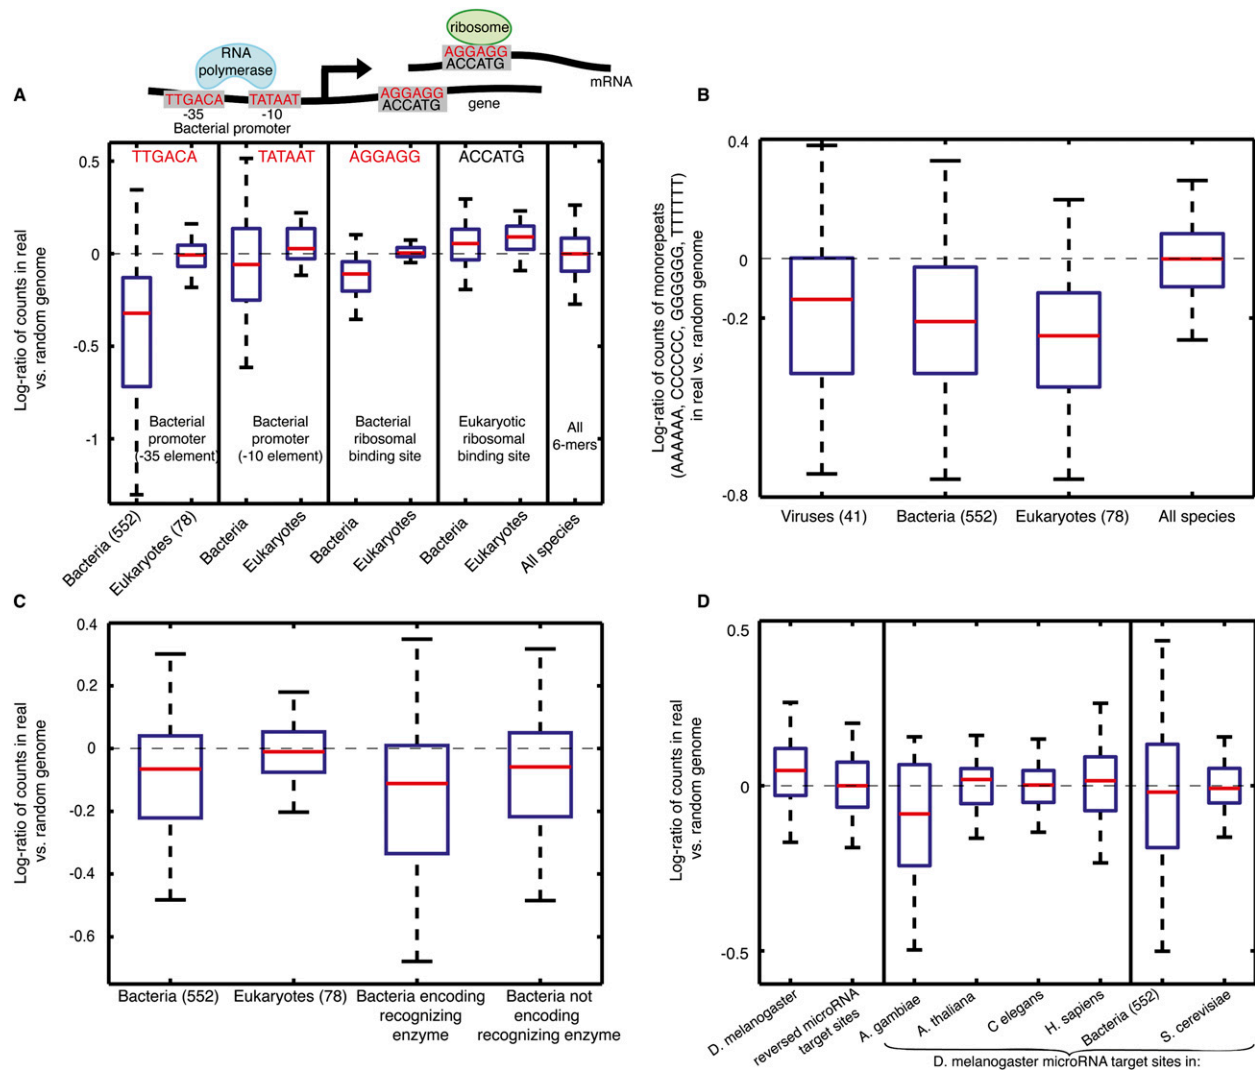 ribosome
AGGAGG
ACCATG
mRNA
RNA
polymerase
TTGACA
TATAAT
-35
-10
Bacterial promoter
AGGAGG
ACCATG
gene
A
TTGACA
TATAAT
AGGAGG
ACCATG
0.5
0
-0.5
-1
Log-ratio of counts in real
vs. random genome
Bacterial
promoter
(-35 element)
Bacterial
promoter
(-10 element)
Bacterial
ribosomal
binding site
Eukaryotic
ribosomal
binding site
All
6-mers
Bacteria (552)
Eukaryotes (78)
Bacteria
Eukaryotes
Bacteria
Eukaryotes
Bacteria
Eukaryotes
All species
B
0.4
0
-0.2
-0.8
Log-ratio of counts of monorepeats
(AAAAAA, CCCCCC, GGGGGG, TTTTTT)
in real vs. random genome
Viruses (41)
Bacteria (552)
Eukaryotes (78)
All species
C
0.4
0.2
0
-0.2
-0.4
-0.6
Log-ratio of counts in real
vs. random genome
Bacteria (552)
Eukaryotes (78)
Bacteria encoding
recognizing
enzyme
Bacteria not
encoding
recognizing enzyme
D
0.5
0
-0.5
Log-ratio of counts in real
vs. random genome
D. melanogaster
reversed microRNA
target sites
A. gambiae
A. thaliana
C elegans
H. sapiens
Bacteria (552)
S. cerevisiae
D. melanogaster microRNA target sites in: